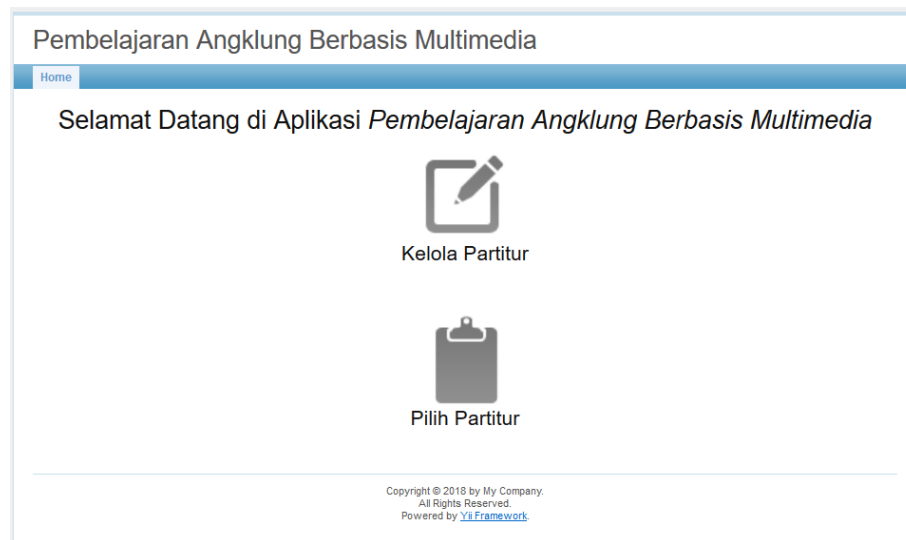 Pembelajaran Angklung Berbasis Multimedia
Home
Selamat Datang di Aplikasi Pembelajaran Angklung Berbasis Multimedia
Kelola Partitur
Pilih Partitur
Copyright © 2018 by My Company.
All Rights Reserved.
Powered by Yii Framework.